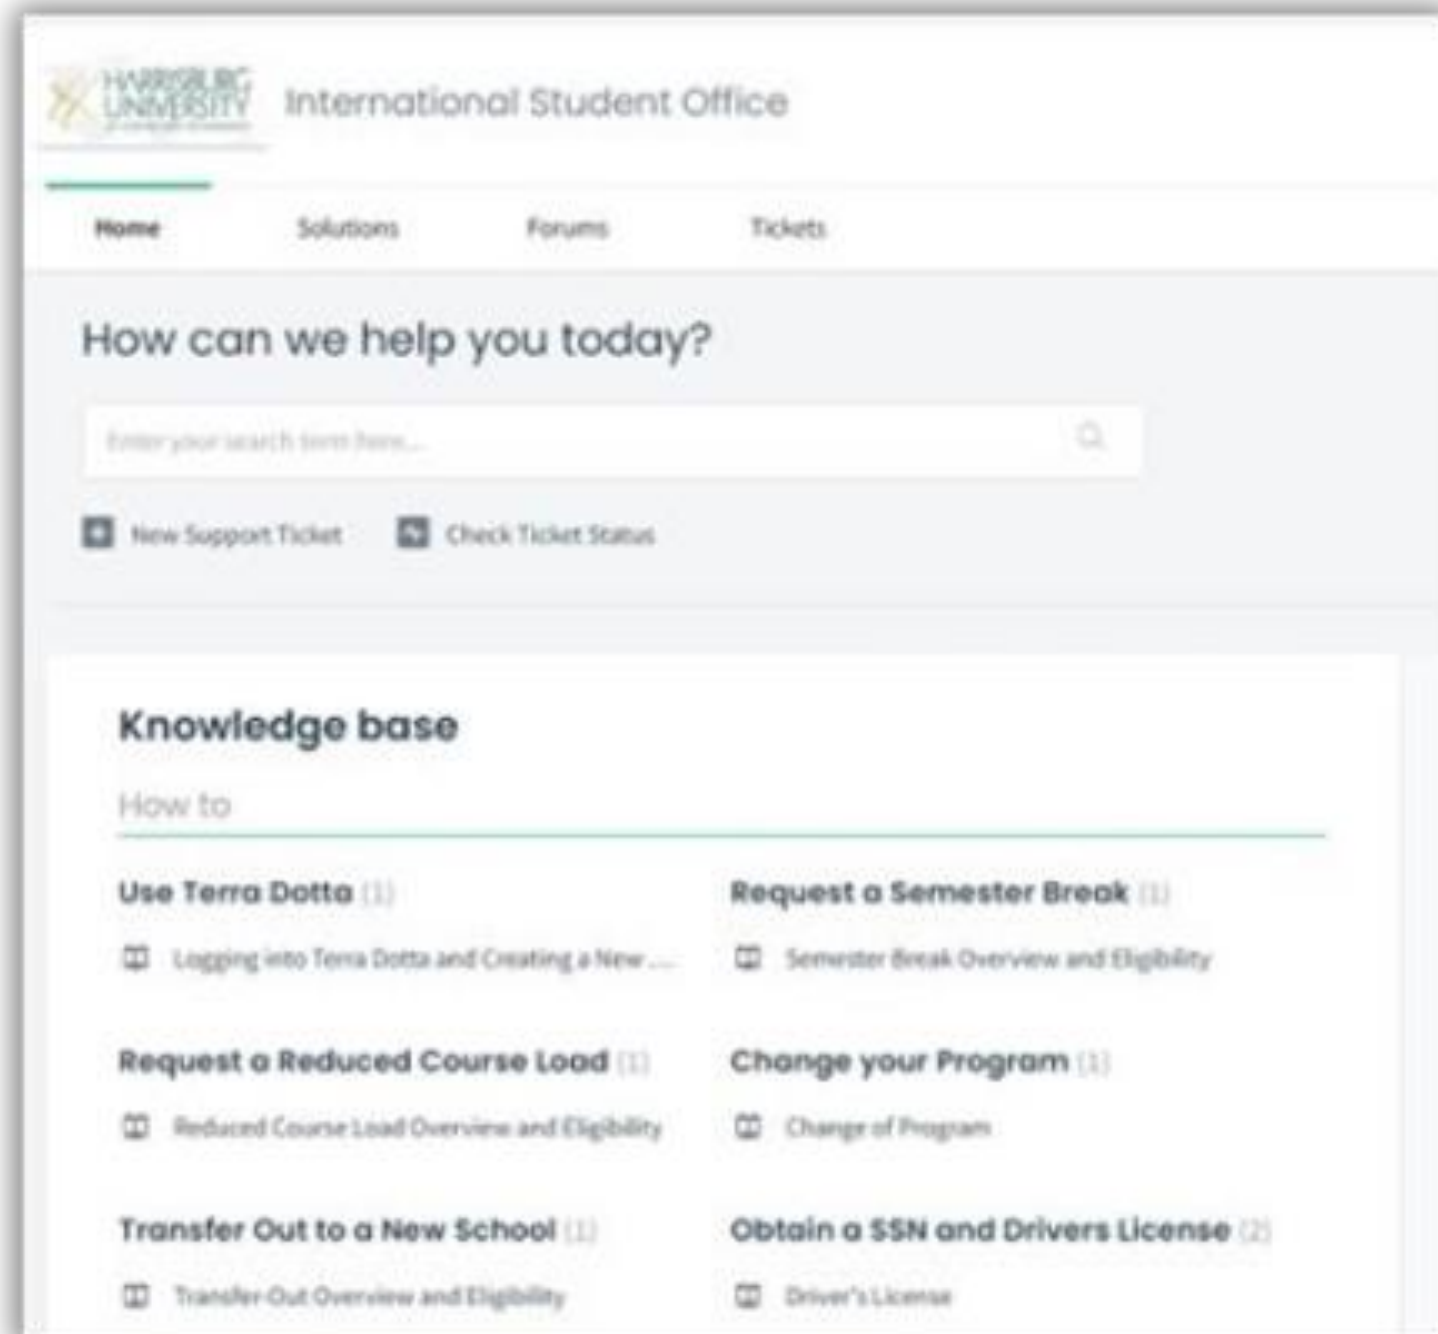 HARRISBURG
UNIVERSITY
International Student Office
Home Solutions Forums Tickets
How can we help you today?
Enter your search term here...
New Support Ticket Check Ticket Status
Knowledge base
How to
Use Terra Dotta (1) Request a Semester Break (1)
Logging into Terra Dotta and Creating a New .... Semester Break Overview and Eligibility
Request a Reduced Course Load (1) Change your Program (1)
Reduced Course Load Overview and Eligibility Change of Program
Transfer Out to a New School (1) Obtain a SSN and Drivers License (2)
Transfer-Out Overview and Eligibility Driver's License